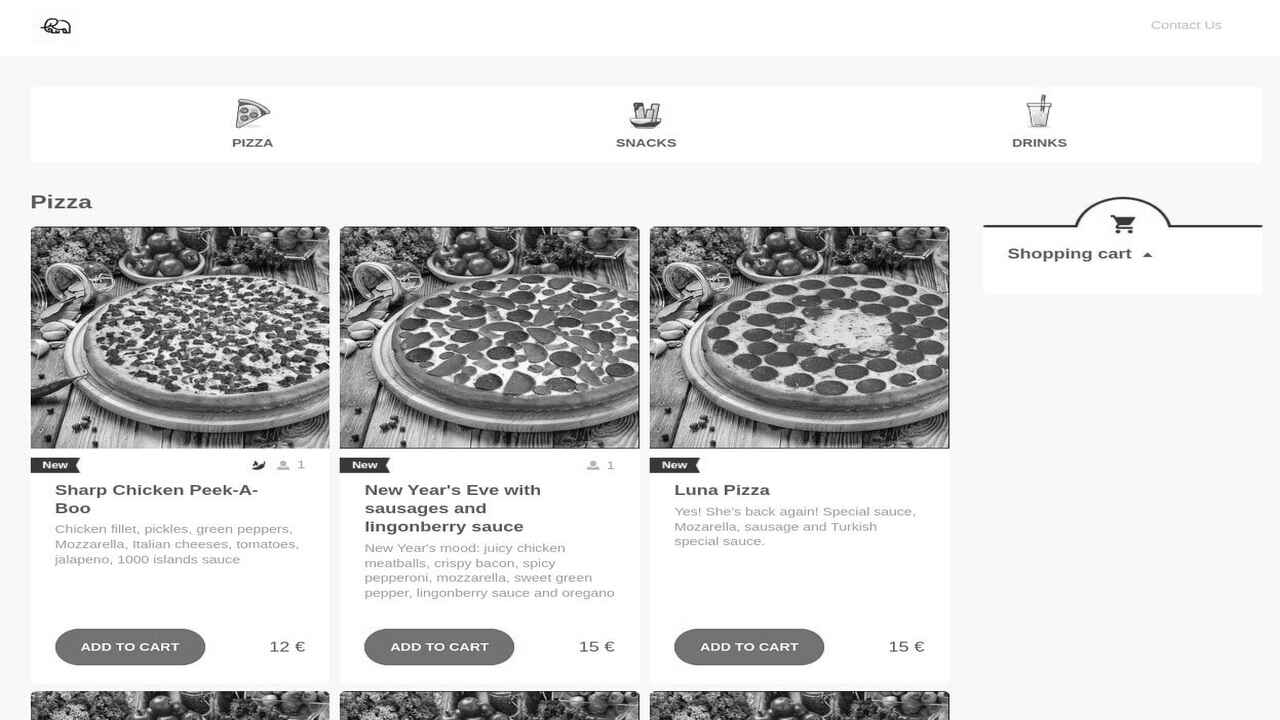 Contact Us
PIZZA
SNACKS
DRINKS
Pizza
Shopping cart
New
1
Sharp Chicken Peek-A-
Boo
Chicken fillet, pickles, green peppers,
Mozzarella, Italian cheeses, tomatoes,
jalapeno, 1000 islands sauce
ADD TO CART
12 €
New
1
New Year's Eve with
sausages and
lingonberry sauce
New Year's mood: juicy chicken
meatballs, crispy bacon, spicy
pepperoni, mozzarella, sweet green
pepper, lingonberry sauce and oregano
ADD TO CART
15 €
New
Luna Pizza
Yes! She's back again! Special sauce,
Mozarella, sausage and Turkish
special sauce.
ADD TO CART
15 €